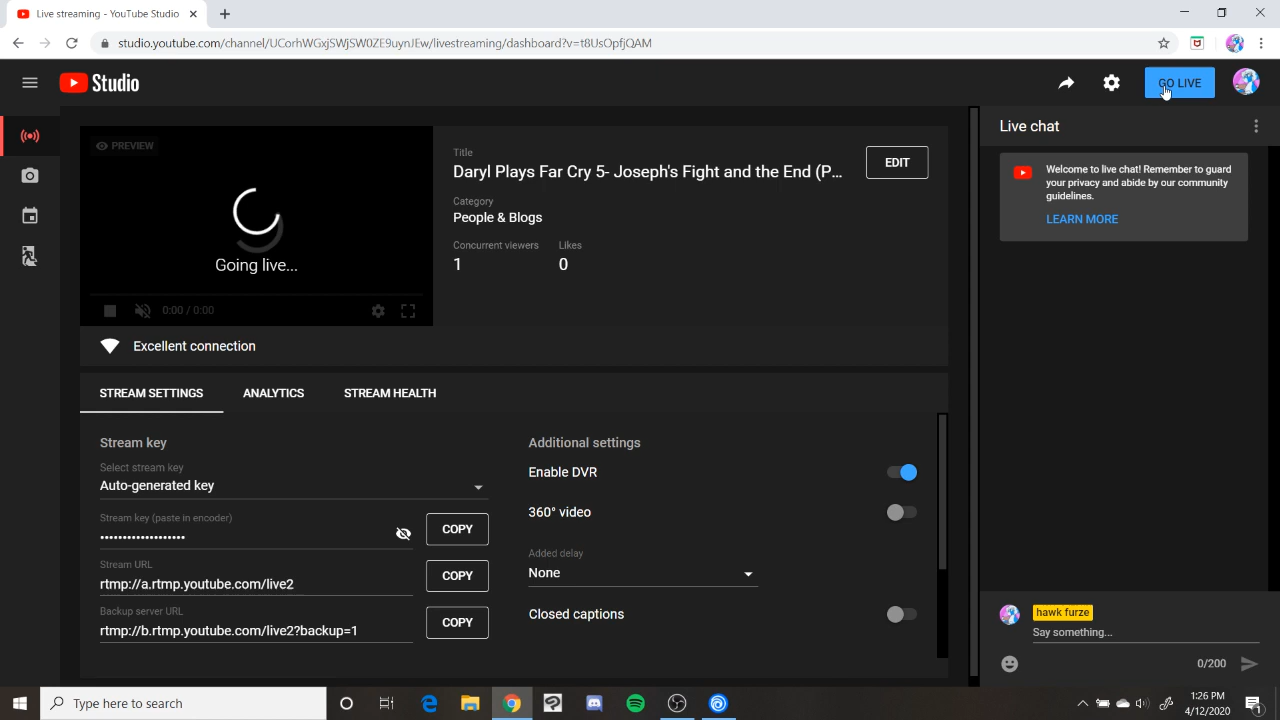 Live streaming - YouTube Studio
studio.youtube.com/channel/UCorhWGxjSWjSW0ZE9uynJEw/livestreaming/dashboard?v=t8UsOpfjQAM
Studio
GO LIVE
PREVIEW
Going live...
0:00 / 0:00
Title
Daryl Plays Far Cry 5- Joseph's Fight and the End (P...
EDIT
Category
People & Blogs
Concurrent viewers Likes
1 0
Excellent connection
STREAM SETTINGS ANALYTICS STREAM HEALTH
Stream key
Select stream key
Auto-generated key
Stream key (paste in encoder)
•••••••••••••••••••
COPY
Stream URL
rtmp://a.rtmp.youtube.com/live2
COPY
Backup server URL
rtmp://b.rtmp.youtube.com/live2?backup=1
COPY
Additional settings
Enable DVR
360° video
Added delay
None
Closed captions
Live chat
Welcome to live chat! Remember to guard
your privacy and abide by our community
guidelines.
LEARN MORE
hawk furze
Say something...
0/200
Type here to search
1:26 PM
4/12/2020
1